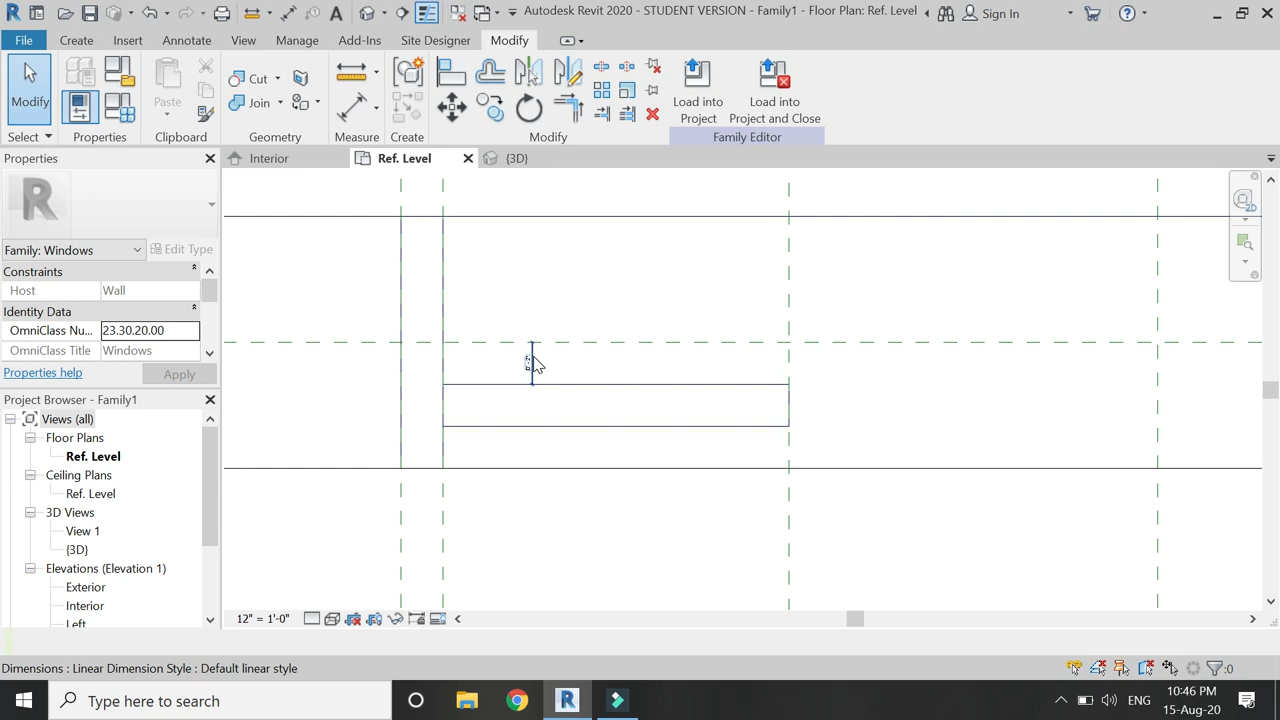 Autodesk Revit 2020 - STUDENT VERSION - Family1 - Floor Plan: Ref. Level
Sign In
File Create Insert Annotate View Manage Add-Ins Site Designer Modify
Modify
Paste
Cut
Join
Load into Project
Load into Project and Close
Select Properties Clipboard Geometry Measure Create Modify Family Editor
Properties
Interior
Ref. Level
{3D}
2D
Family: Windows
Edit Type
Constraints
Host Wall
Identity Data
OmniClass Nu... 23.30.20.00
OmniClass Title Windows
Properties help
Apply
Project Browser - Family1
Views (all)
Floor Plans
Ref. Level
Ceiling Plans
Ref. Level
3D Views
View 1
{3D}
Elevations (Elevation 1)
Exterior
Interior
Left
12" = 1'-0"
Dimensions : Linear Dimension Style : Default linear style
:0
Type here to search
ENG
10:46 PM
15-Aug-20